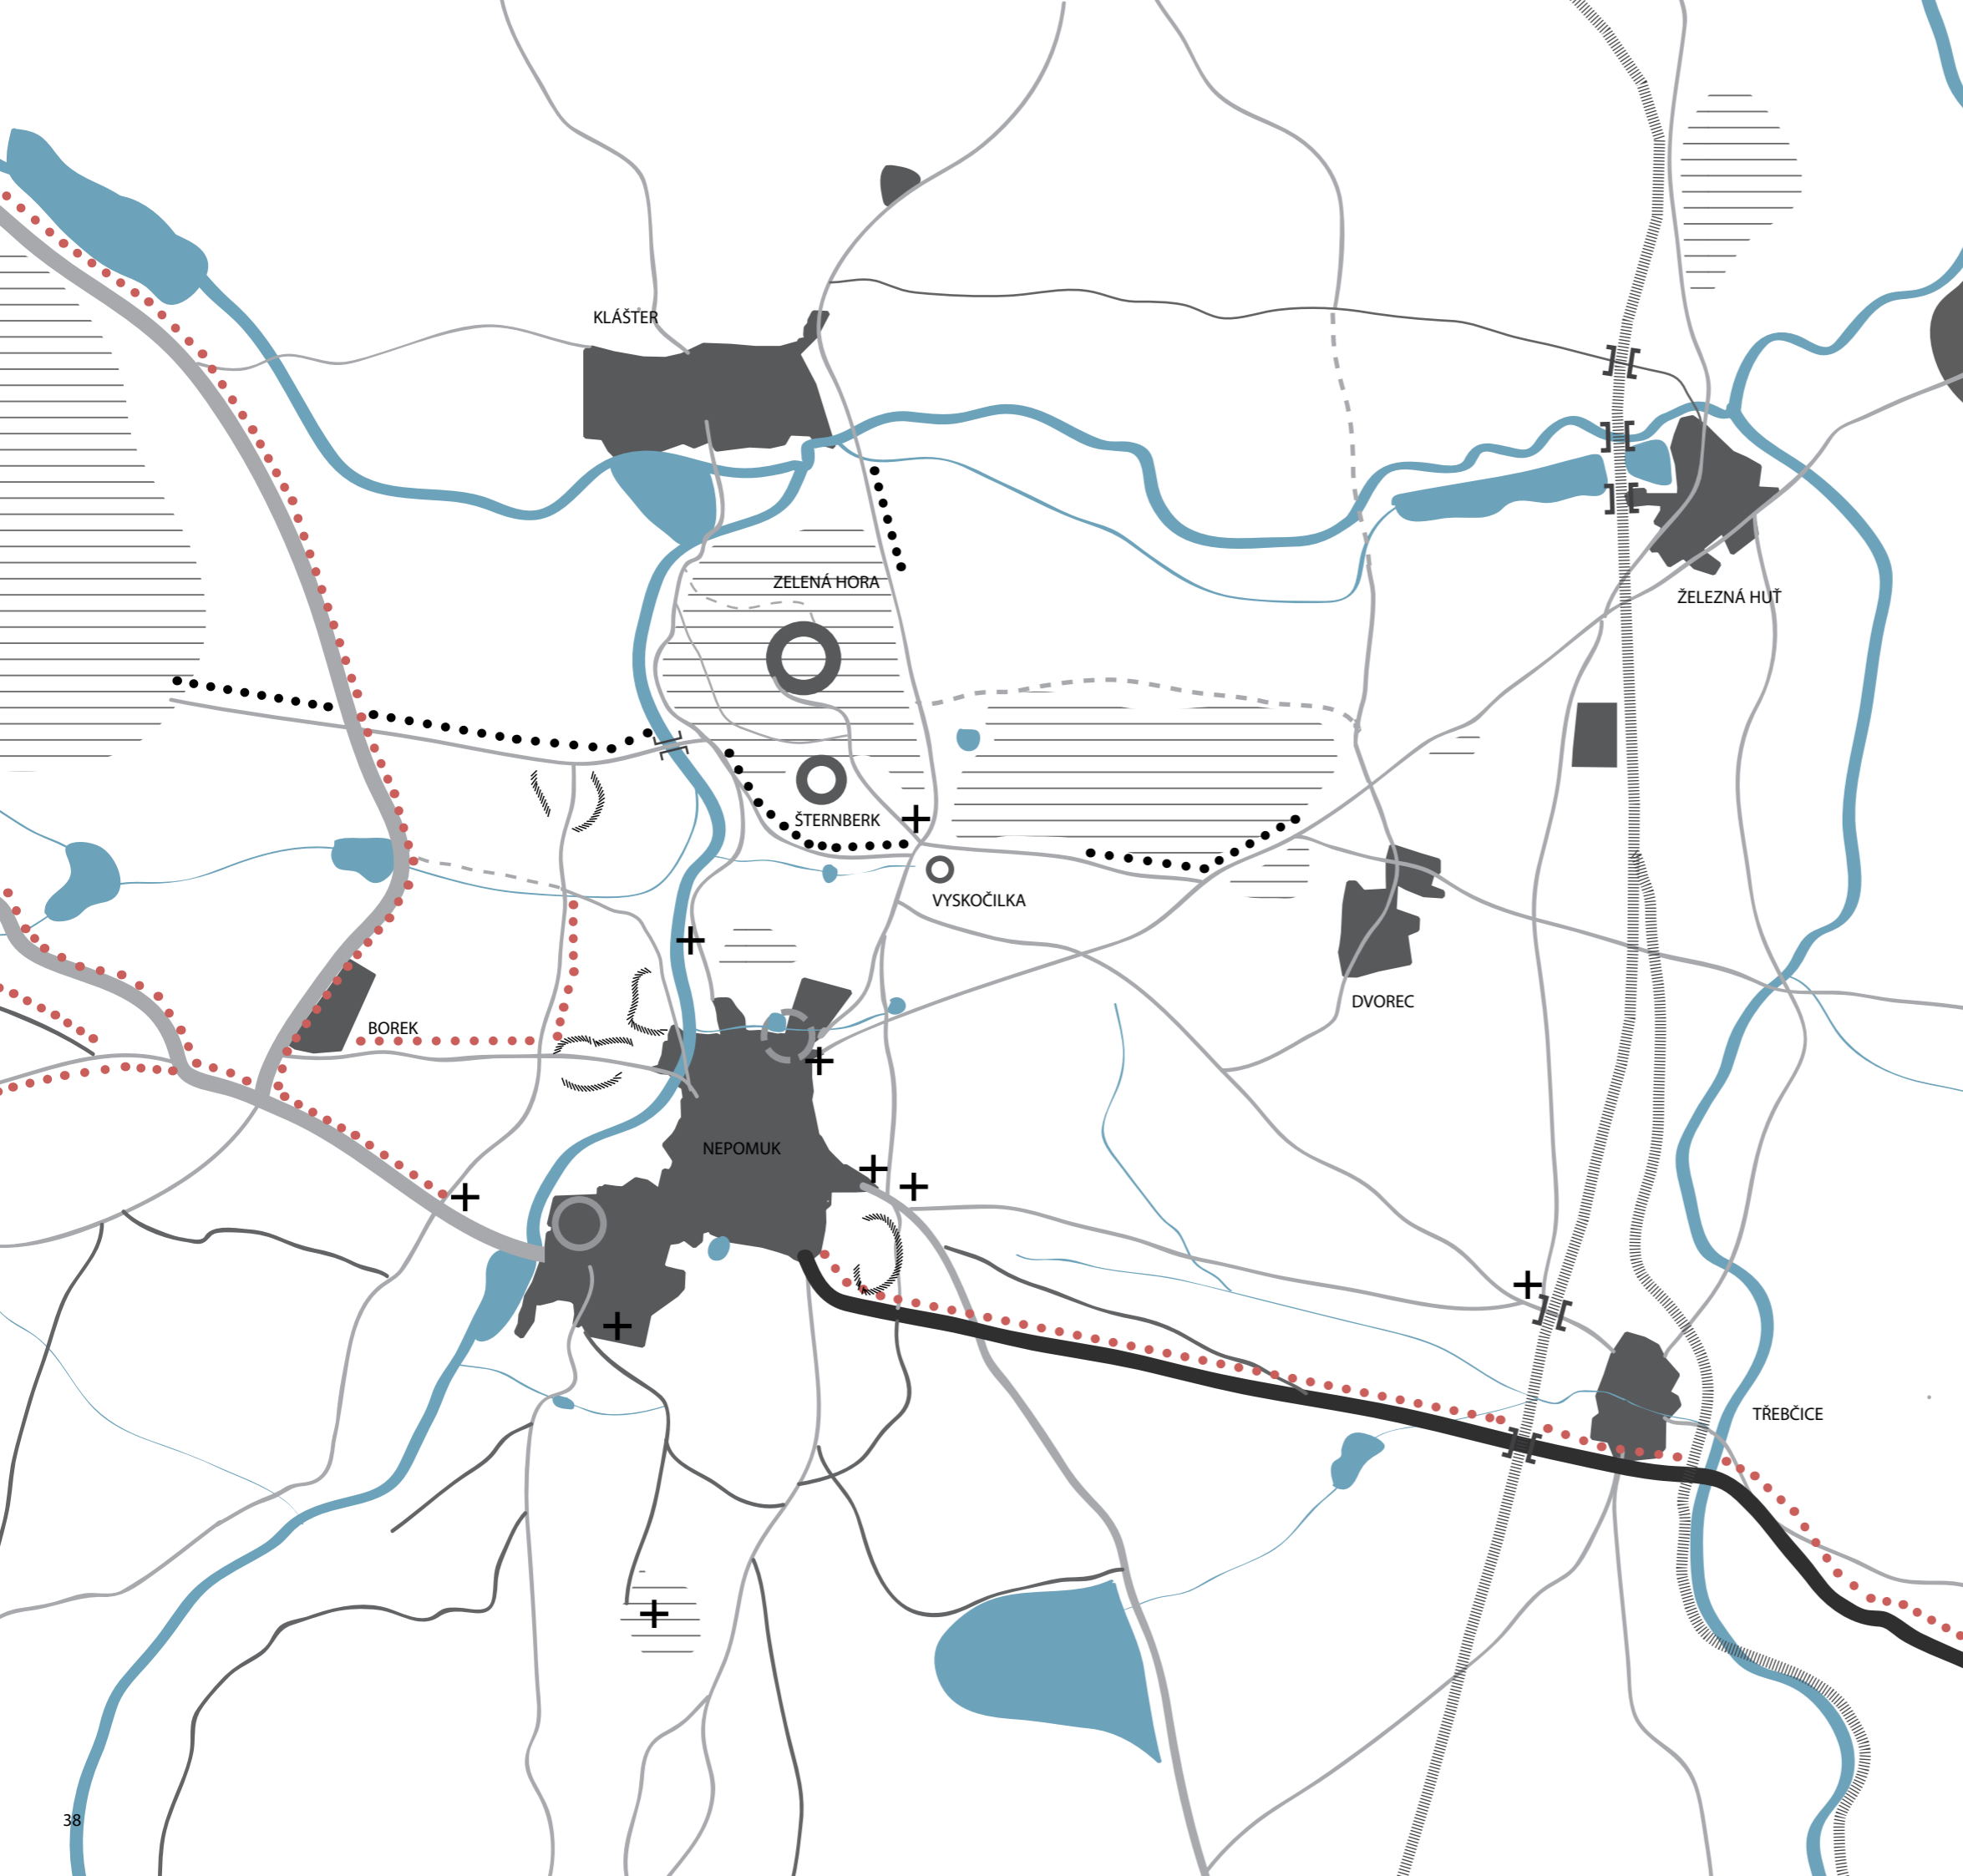 KLÁŠTER
ZELENÁ HORA
ŽELEZNÁ HUŤ
ŠTERNBERK
VYSKOČILKA
DVOREC
BOREK
NEPOMUK
TŘEBČICE
38